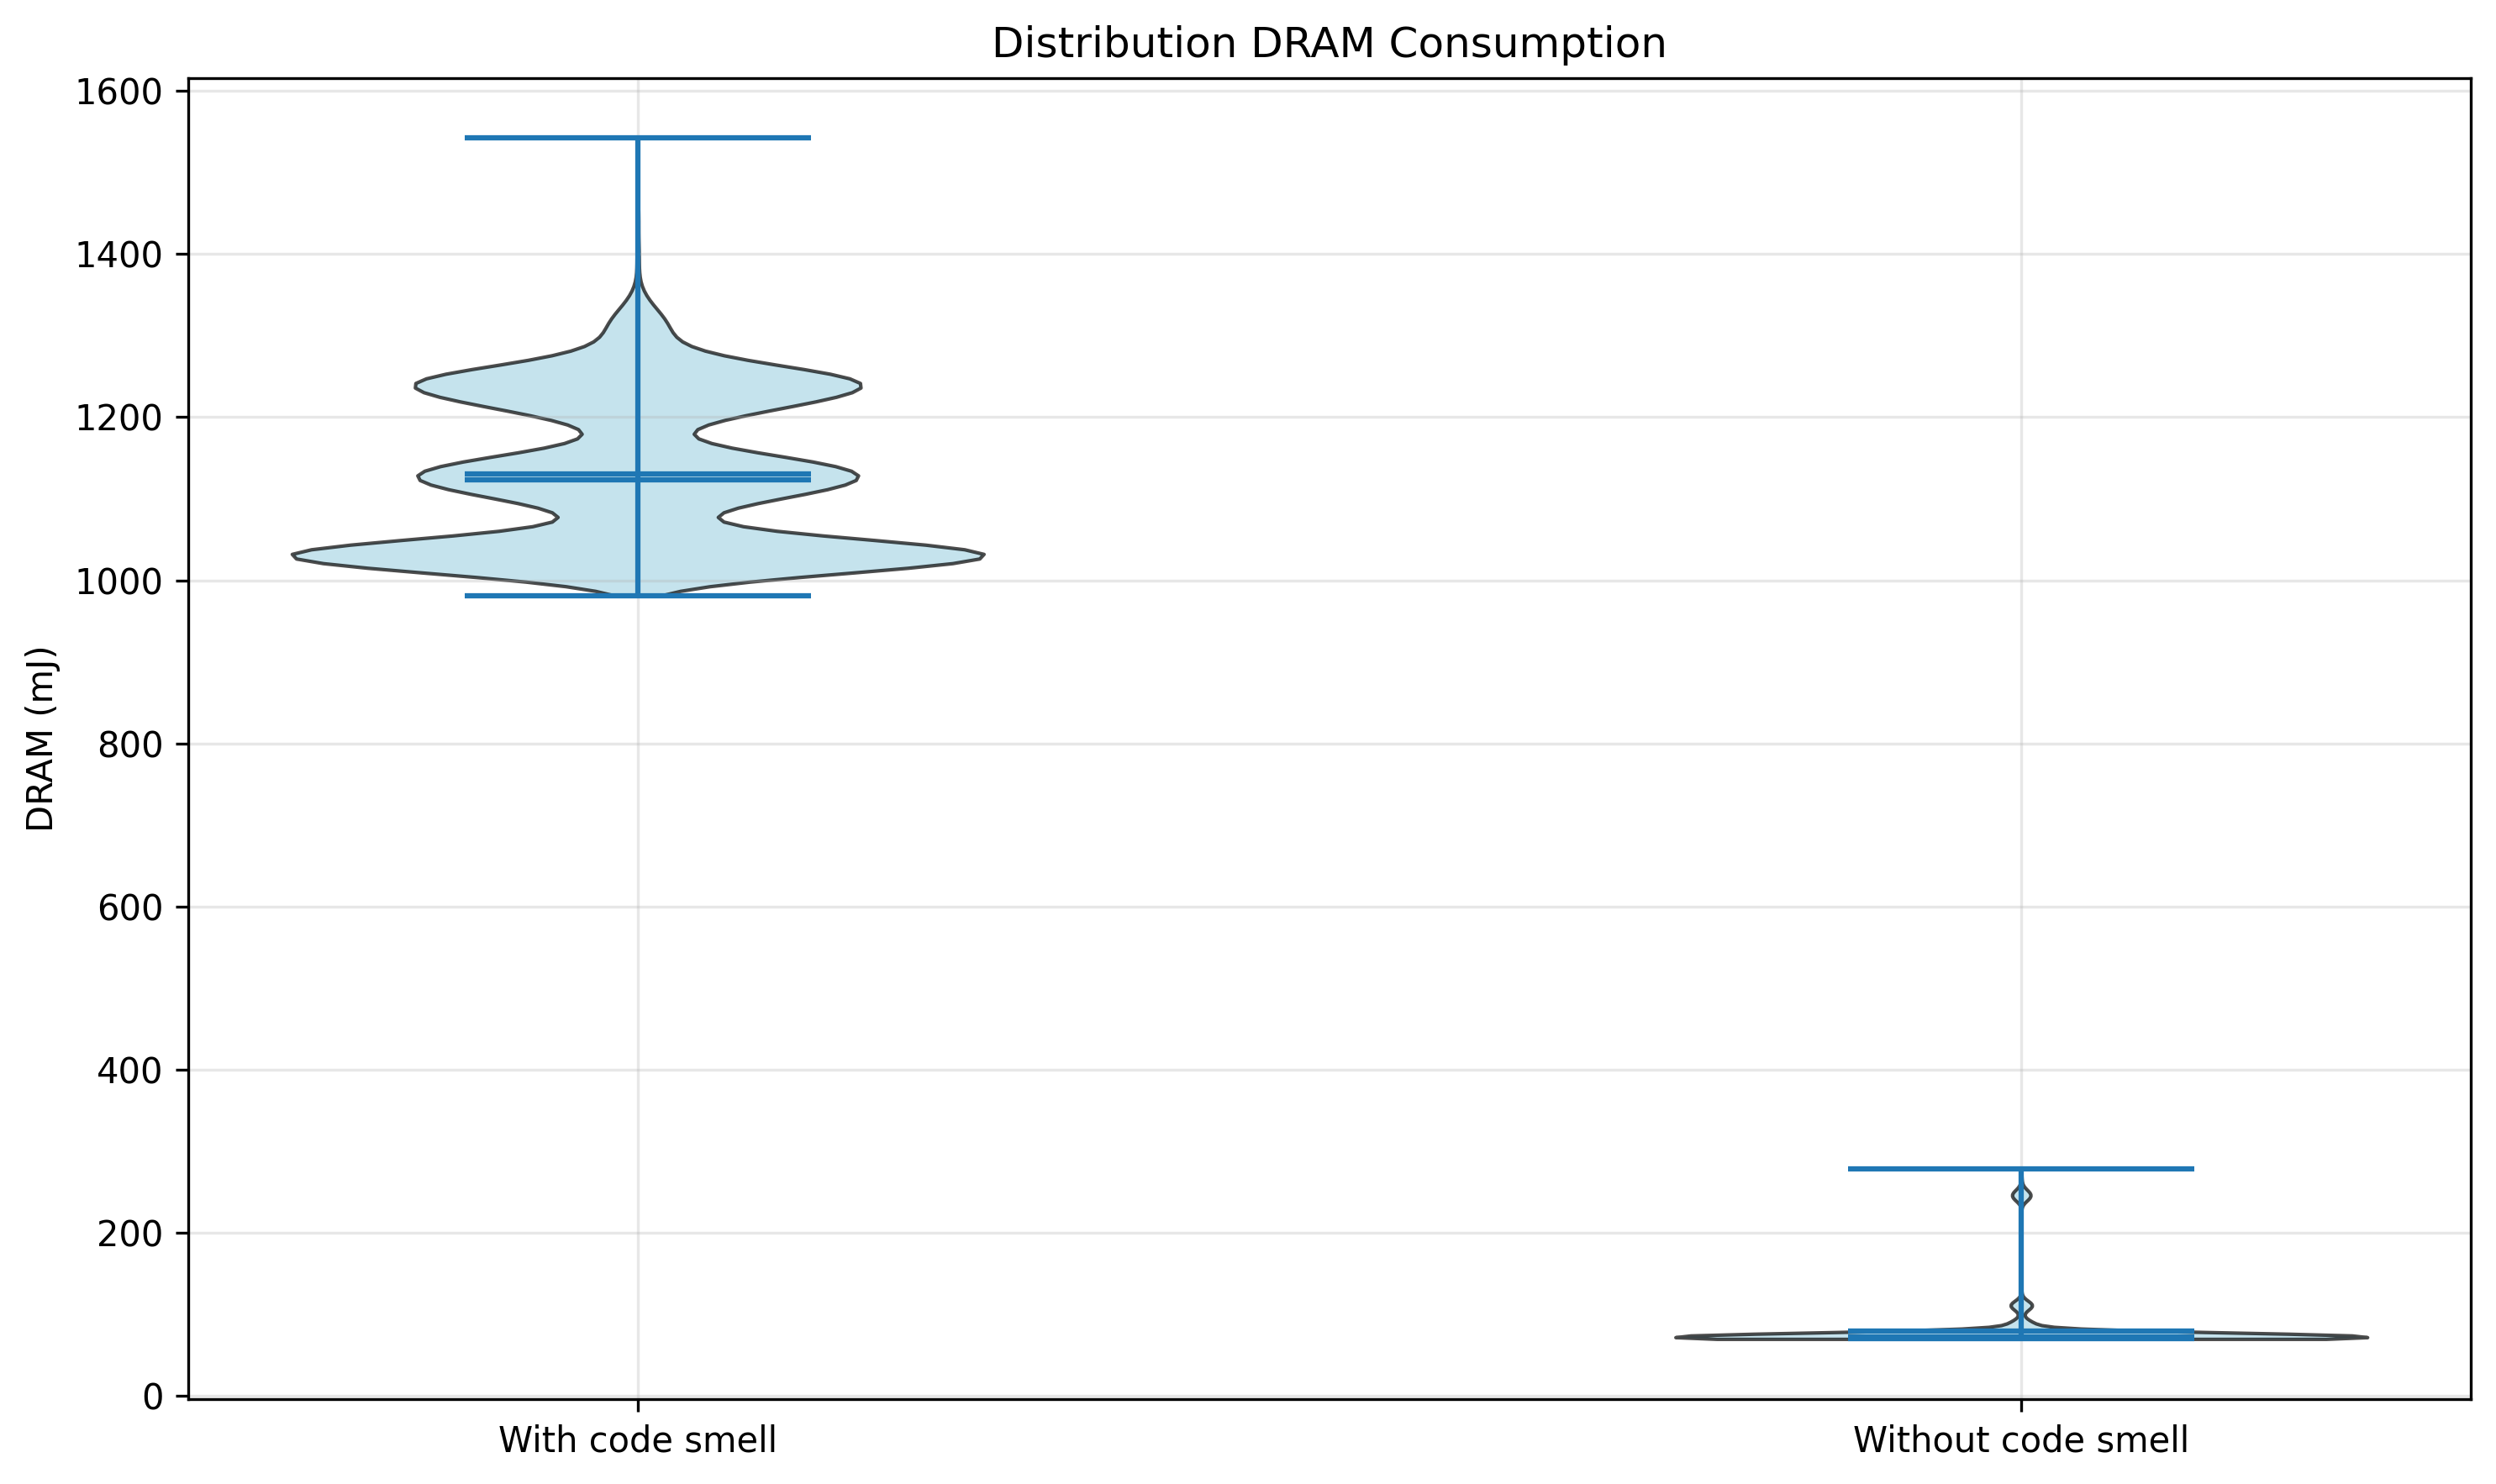 Distribution DRAM Consumption
1600
1400
1200
1000
800
600
400
200
0
DRAM (mJ)
With code smell
Without code smell